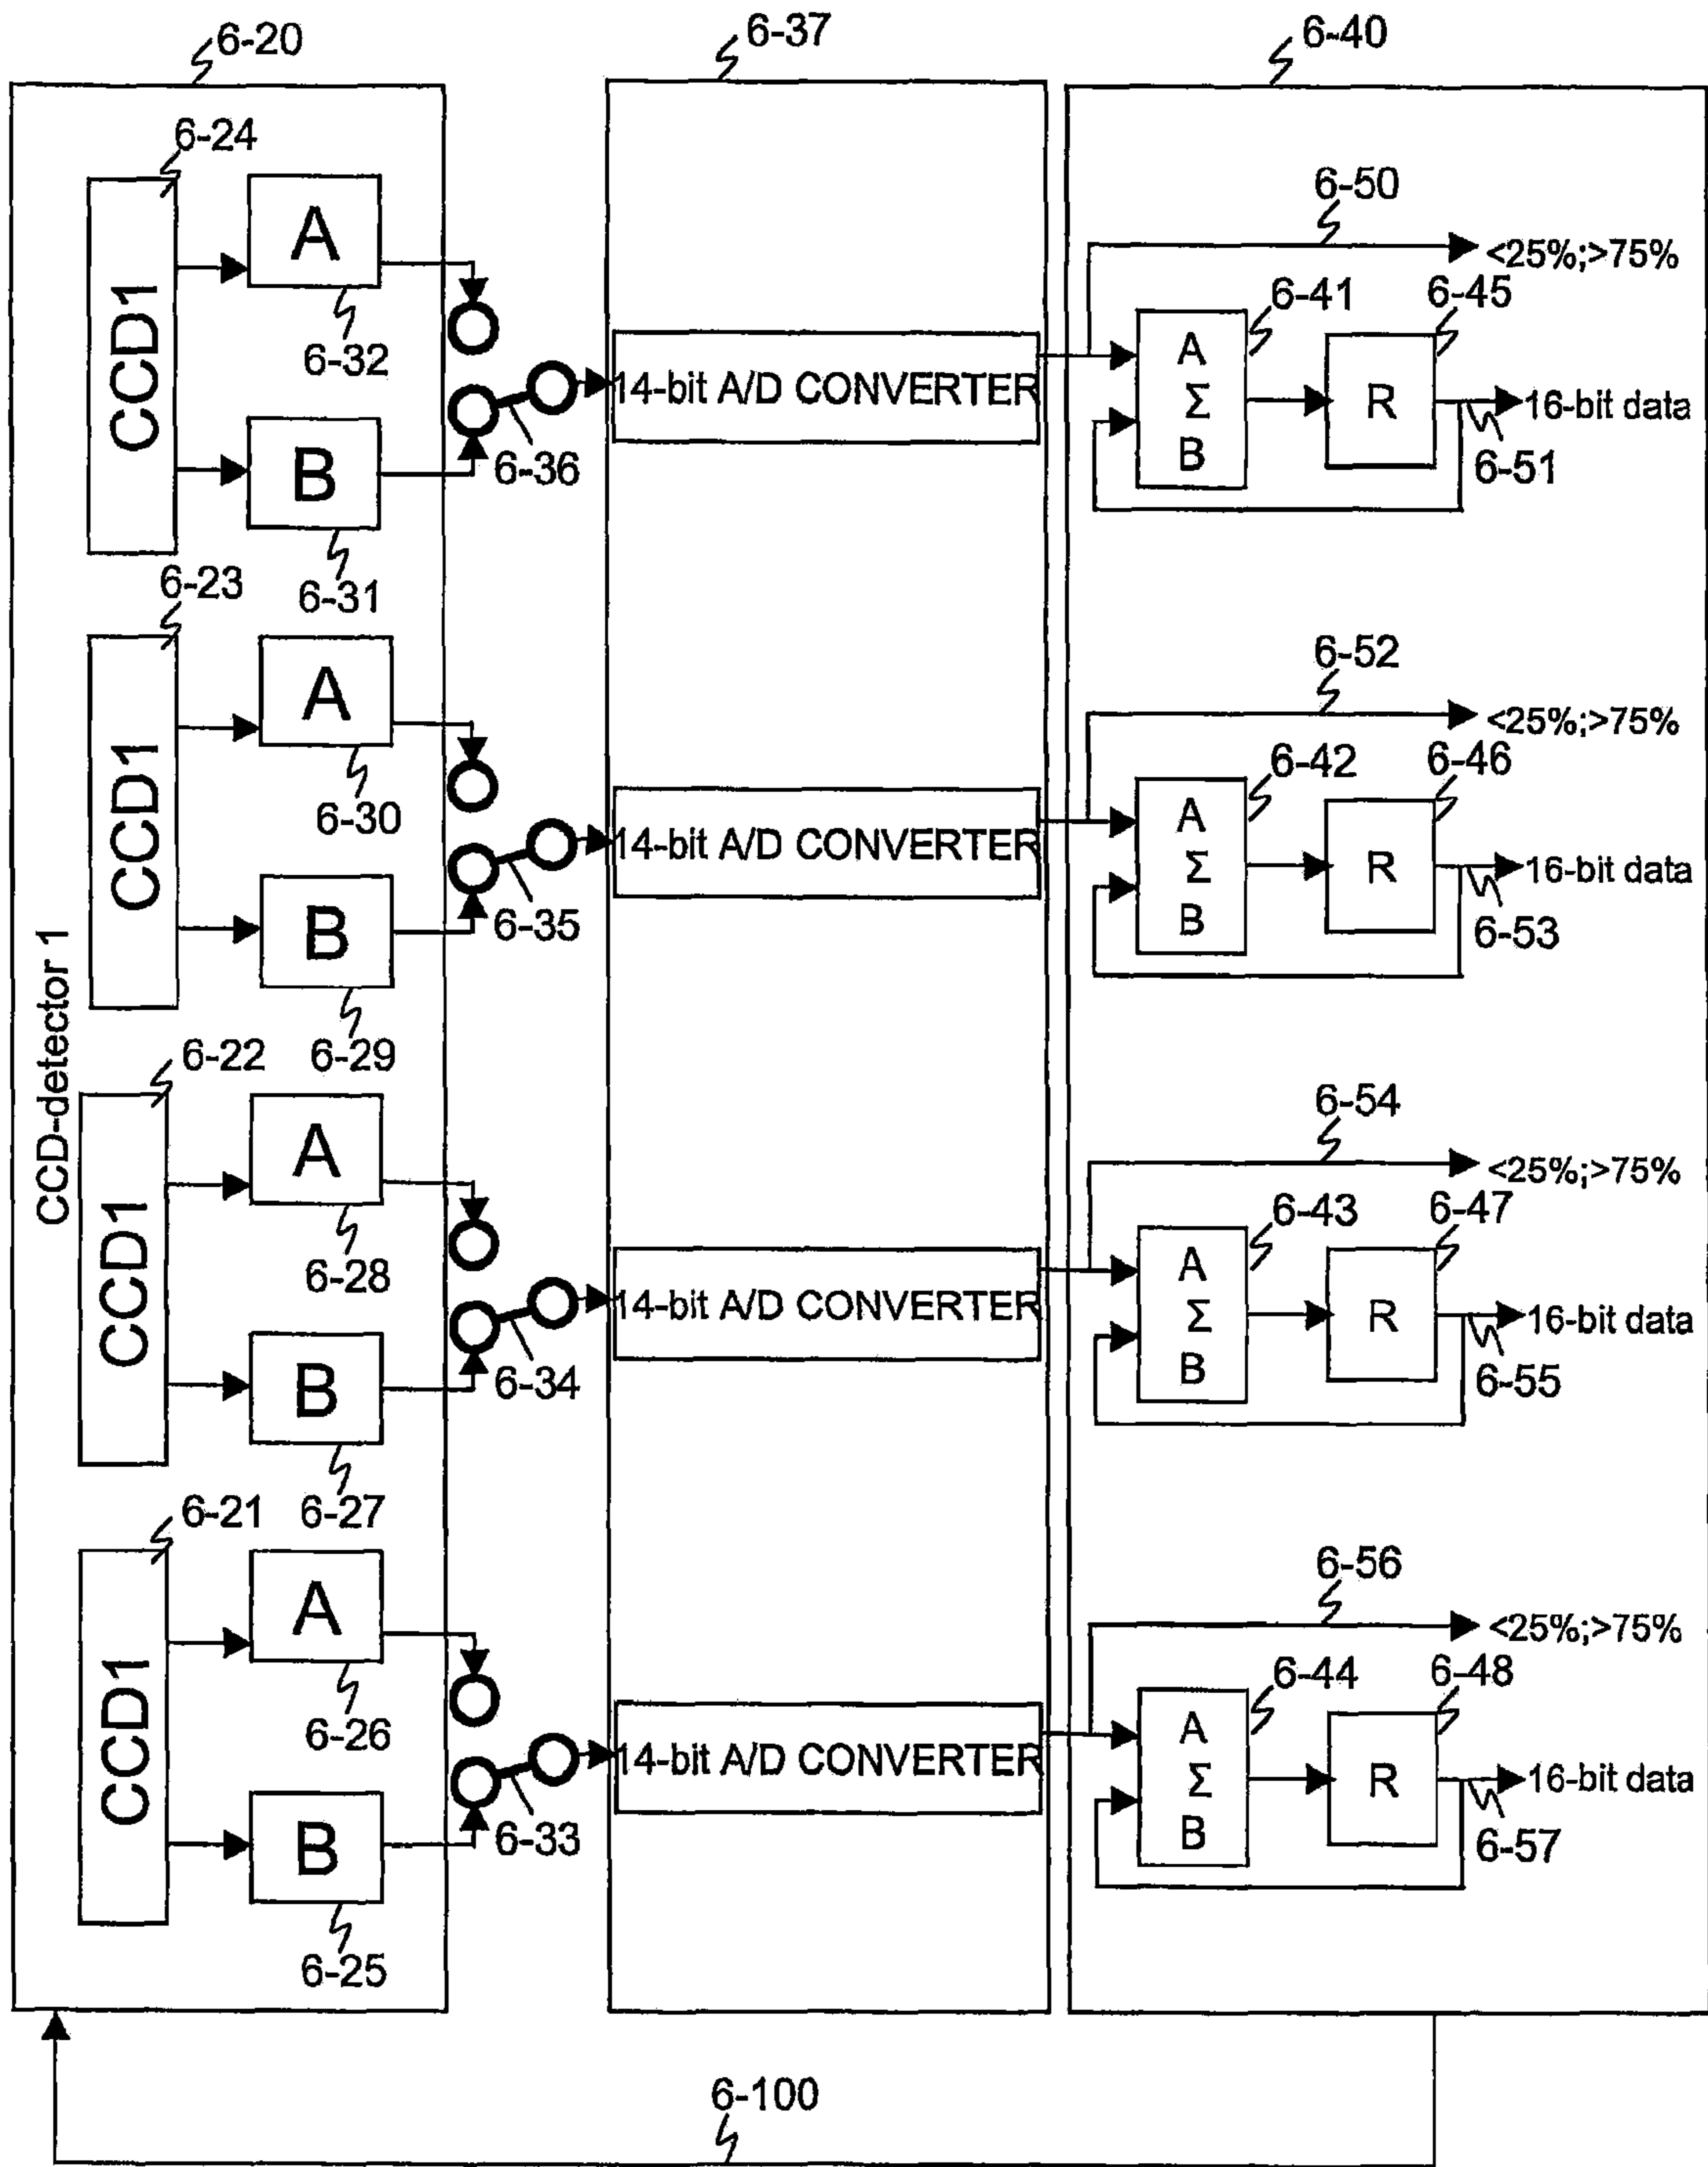 6-20
6-37
6-40
6-24
CCD1
A
6-32
B
6-31
6-36
14-bit A/D CONVERTER
6-50
<25%;>75%
6-41
6-45
A
Σ
B
R
16-bit data
6-51
6-23
CCD1
A
6-30
B
6-29
6-35
14-bit A/D CONVERTER
6-52
<25%;>75%
6-42
6-46
A
Σ
B
R
16-bit data
6-53
CCD-detector 1
6-22
CCD1
A
6-28
B
6-27
6-34
14-bit A/D CONVERTER
6-54
<25%;>75%
6-43
6-47
A
Σ
B
R
16-bit data
6-55
6-21
CCD1
A
6-26
B
6-25
6-33
14-bit A/D CONVERTER
6-56
<25%;>75%
6-44
6-48
A
Σ
B
R
16-bit data
6-57
6-100